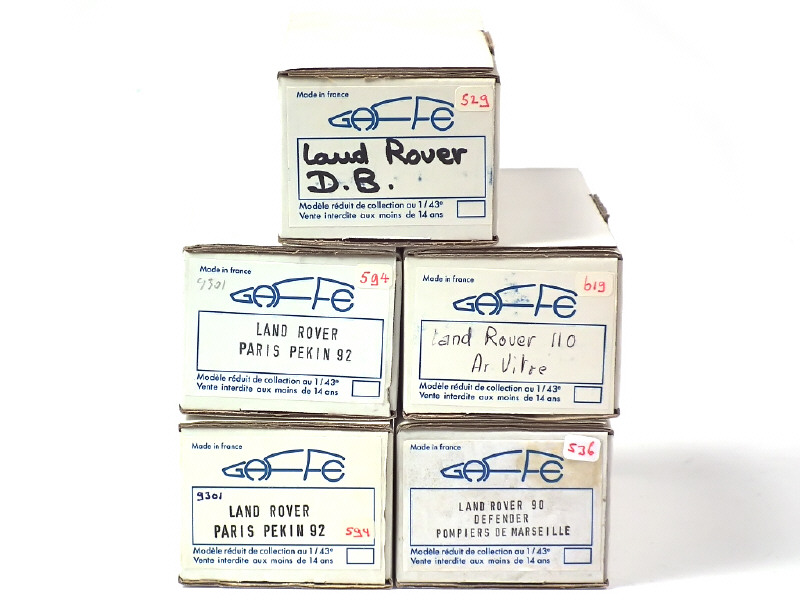 Made in france
529
GAFFE
Land Rover
D.B.
Modèle réduit de collection au 1/43e
Vente interdite aux moins de 14 ans
Made in france
9301
594
GAFFE
LAND ROVER
PARIS PEKIN 92
Modèle réduit de collection au 1/43e
Vente interdite aux moins de 14 ans
Made in france
619
GAFFE
Land Rover 110
Ar Vitre
Modèle réduit de collection au 1/43e
Vente interdite aux moins de 14 ans
Made in france
GAFFE
9301
LAND ROVER
PARIS PEKIN 92
594
Modèle réduit de collection au 1/43e
Vente interdite aux moins de 14 ans
Made in france
536
GAFFE
LAND ROVER 90
DEFENDER
POMPIERS DE MARSEILLE
Modèle réduit de collection au 1/43e
Vente interdite aux moins de 14 ans